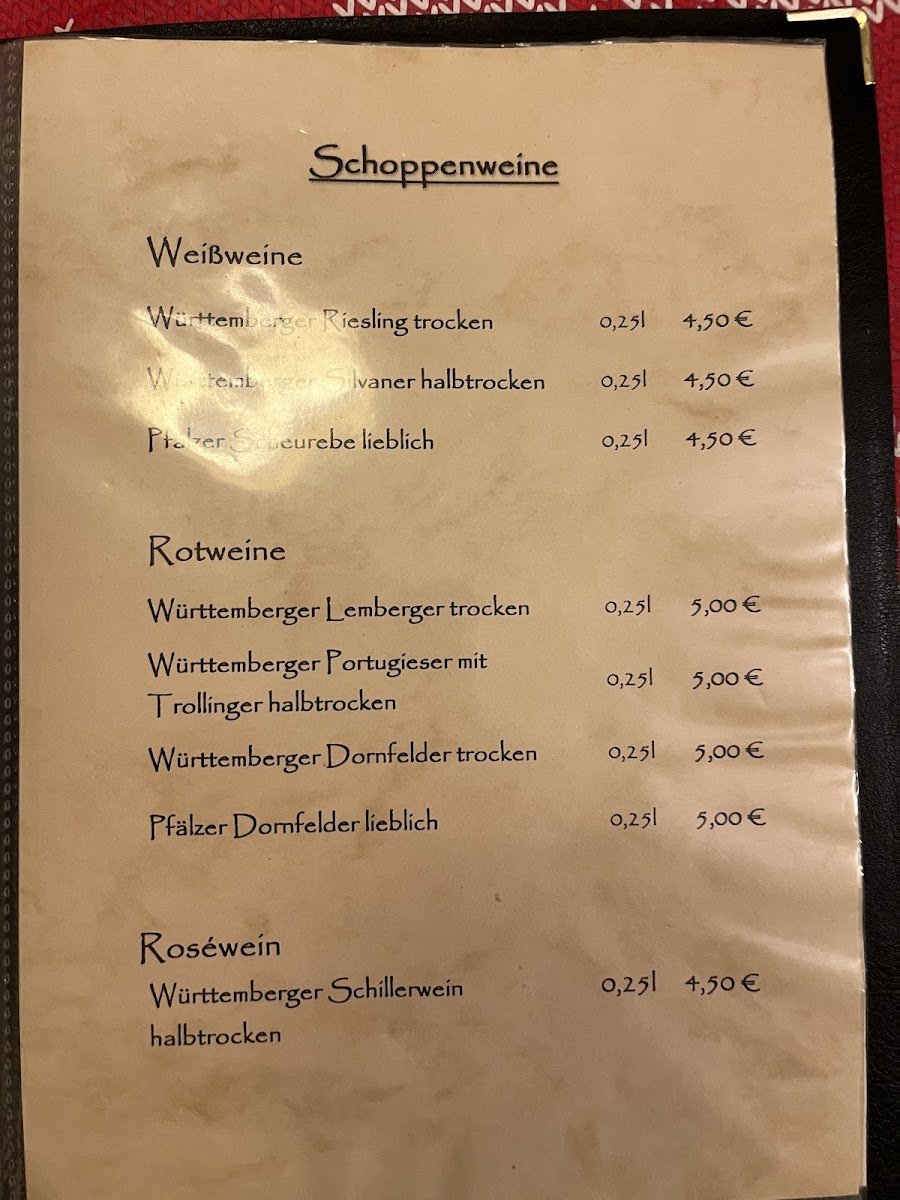 Schoppenweine
Weißweine
Württemberger Riesling trocken 0,25l 4,50 €
Württemberger Silvaner halbtrocken 0,25l 4,50 €
Pfälzer Scheurebe lieblich 0,25l 4,50 €
Rotweine
Württemberger Lemberger trocken 0,25l 5,00 €
Württemberger Portugieser mit
Trollinger halbtrocken 0,25l 5,00 €
Württemberger Dornfelder trocken 0,25l 5,00 €
Pfälzer Dornfelder lieblich 0,25l 5,00 €
Roséwein
Württemberger Schillerwein 0,25l 4,50 €
halbtrocken